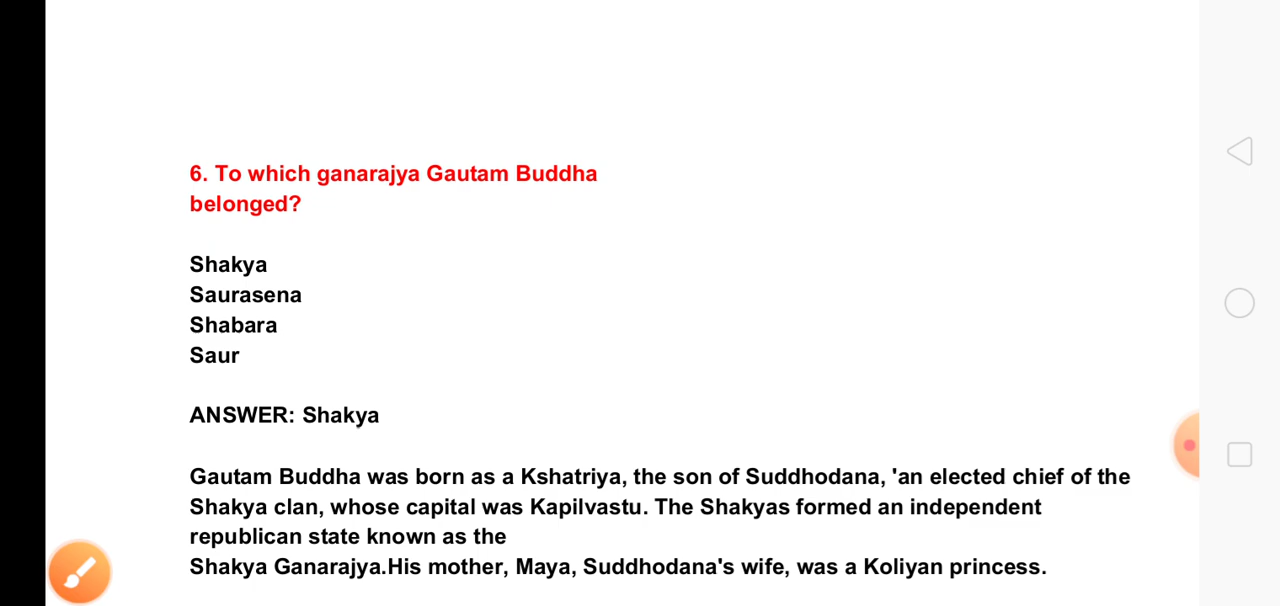 6. To which ganarajya Gautam Buddha
belonged?
Shakya
Saurasena
Shabara
Saur
ANSWER: Shakya
Gautam Buddha was born as a Kshatriya, the son of Suddhodana, 'an elected chief of the
Shakya clan, whose capital was Kapilvastu. The Shakyas formed an independent
republican state known as the
Shakya Ganarajya.His mother, Maya, Suddhodana's wife, was a Koliyan princess.